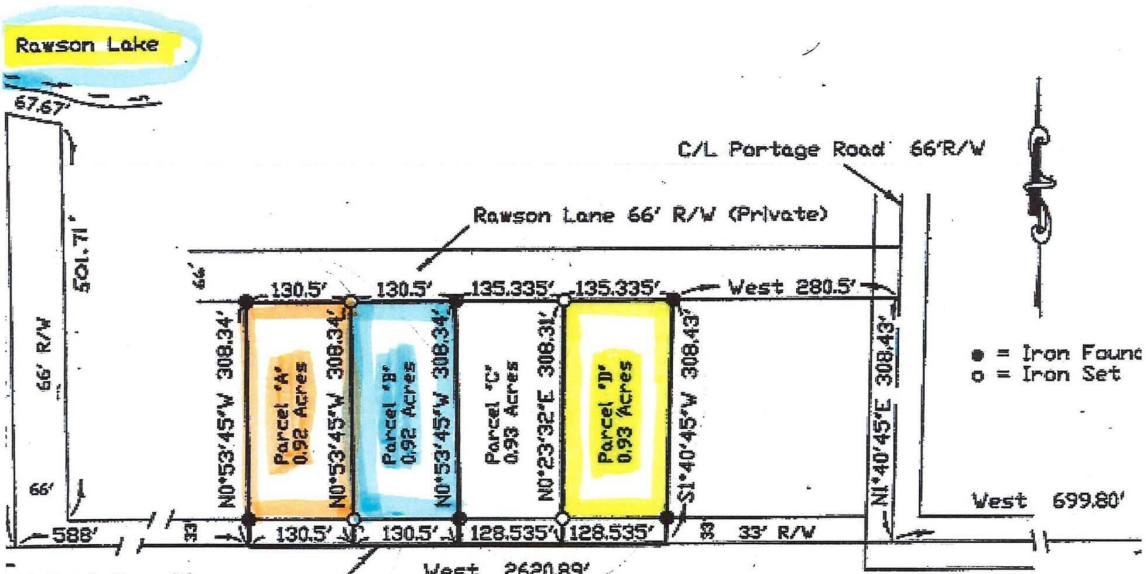 Rawson Lake
67.67'
C/L Portage Road 66'R/W
Rawson Lane 66' R/W (Private)
501.71'
66'
130.5' 130.5' 135.335' 135.335' West 280.5'
66' R/W
N0°53'45"W 308.34'
Parcel "A"
0.92 Acres
N0°53'45"W 308.34'
Parcel "B"
0.92 Acres
N0°53'45"W 308.34'
Parcel "C"
0.93 Acres
N0°23'32"E 308.31'
Parcel "D"
0.93 Acres
S1°40'45"W 308.43'
N1°40'45"E 308.43'
● = Iron Found
○ = Iron Set
66'
West 699.80'
588' 33' 130.5' 130.5' 128.535' 128.535' 33' 33' R/W
West 2620.89'